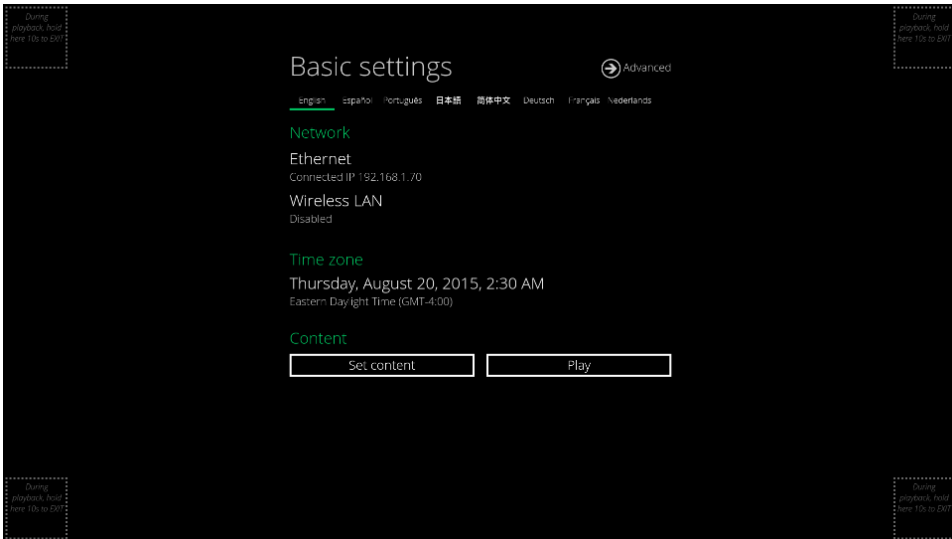 During
playback, hold
here 10s to EXIT
During
playback, hold
here 10s to EXIT
Basic settings
Advanced
English Español Português 日本語 简体中文 Deutsch Français Nederlands
Network
Ethernet
Connected IP 192.168.1.70
Wireless LAN
Disabled
Time zone
Thursday, August 20, 2015, 2:30 AM
Eastern Daylight Time (GMT-4:00)
Content
Set content
Play
During
playback, hold
here 10s to EXIT
During
playback, hold
here 10s to EXIT